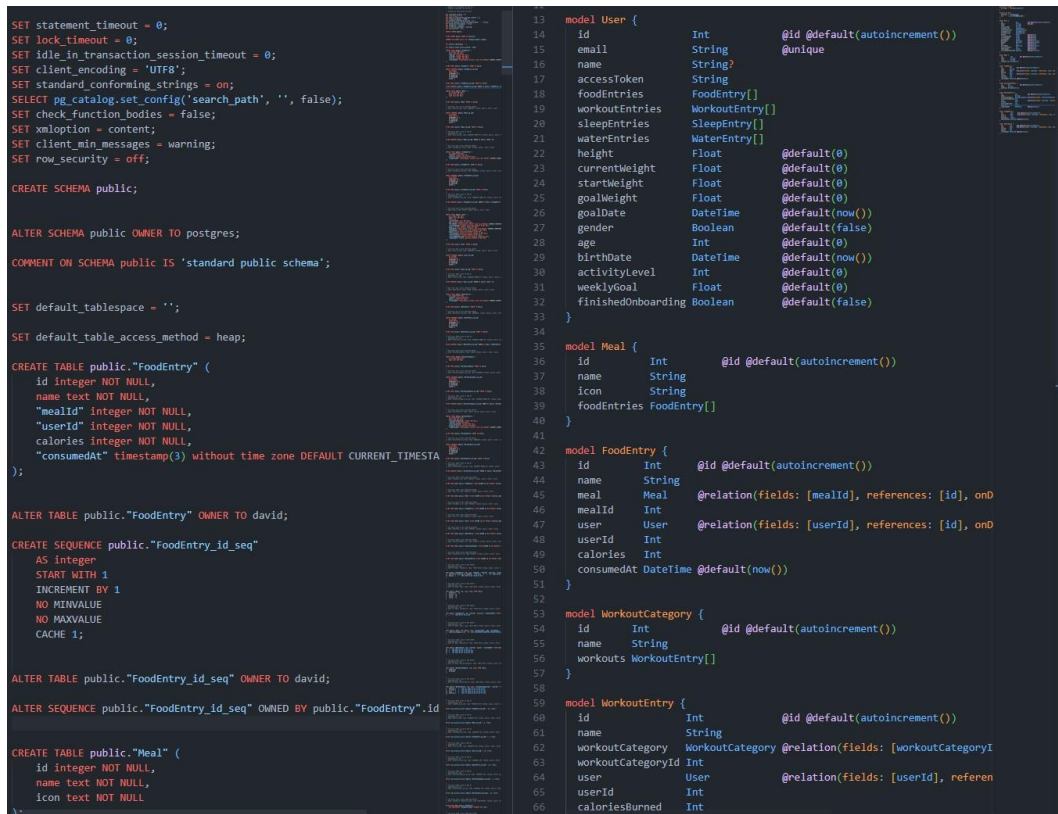 SET statement_timeout = 0;
SET lock_timeout = 0;
SET idle_in_transaction_session_timeout = 0;
SET client_encoding = 'UTF8';
SET standard_conforming_strings = on;
SELECT pg_catalog.set_config('search_path', '', false);
SET check_function_bodies = false;
SET xmloption = content;
SET client_min_messages = warning;
SET row_security = off;
CREATE SCHEMA public;
ALTER SCHEMA public OWNER TO postgres;
COMMENT ON SCHEMA public IS 'standard public schema';
SET default_tablespace = '';
SET default_table_access_method = heap;
CREATE TABLE public."FoodEntry" (
id integer NOT NULL,
name text NOT NULL,
"mealId" integer NOT NULL,
"userId" integer NOT NULL,
calories integer NOT NULL,
"consumedAt" timestamp(3) without time zone DEFAULT CURRENT_TIMESTA
);
ALTER TABLE public."FoodEntry" OWNER TO david;
CREATE SEQUENCE public."FoodEntry_id_seq"
AS integer
START WITH 1
INCREMENT BY 1
NO MINVALUE
NO MAXVALUE
CACHE 1;
ALTER TABLE public."FoodEntry_id_seq" OWNER TO david;
ALTER SEQUENCE public."FoodEntry_id_seq" OWNED BY public."FoodEntry".id
CREATE TABLE public."Meal" (
id integer NOT NULL,
name text NOT NULL,
icon text NOT NULL
13 model User {
14 id Int @id @default(autoincrement())
15 email String @unique
16 name String?
17 accessToken String
18 foodEntries FoodEntry[]
19 workoutEntries WorkoutEntry[]
20 sleepEntries SleepEntry[]
21 waterEntries WaterEntry[]
22 height Float @default(0)
23 currentWeight Float @default(0)
24 startWeight Float @default(0)
25 goalWeight Float @default(0)
26 goalDate DateTime @default(now())
27 gender Boolean @default(false)
28 age Int @default(0)
29 birthDate DateTime @default(now())
30 activityLevel Int @default(0)
31 weeklyGoal Float @default(0)
32 finishedOnboarding Boolean @default(false)
33 }
34
35 model Meal {
36 id Int @id @default(autoincrement())
37 name String
38 icon String
39 foodEntries FoodEntry[]
40 }
41
42 model FoodEntry {
43 id Int @id @default(autoincrement())
44 name String
45 meal Meal @relation(fields: [mealId], references: [id], onD
46 mealId Int
47 user User @relation(fields: [userId], references: [id], onD
48 userId Int
49 calories Int
50 consumedAt DateTime @default(now())
51 }
52
53 model WorkoutCategory {
54 id Int @id @default(autoincrement())
55 name String
56 workouts WorkoutEntry[]
57 }
58
59 model WorkoutEntry {
60 id Int @id @default(autoincrement())
61 name String
62 workoutCategory WorkoutCategory @relation(fields: [workoutCategoryI
63 workoutCategoryId Int
64 user User @relation(fields: [userId], referen
65 userId Int
66 caloriesBurned Int